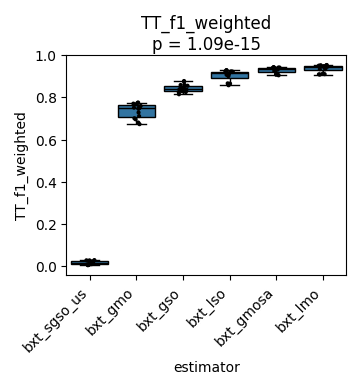 TT_f1_weighted
p = 1.09e-15
TT_f1_weighted
1.0
0.8
0.6
0.4
0.2
0.0
bxt_sgso_us
bxt_gmo
bxt_gso
bxt_lso
bxt_gmosa
bxt_lmo
estimator